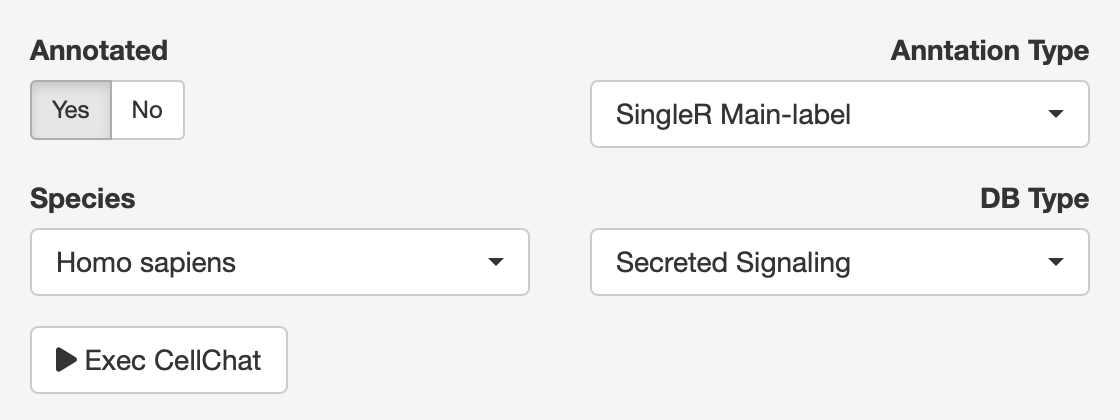 Annotated
Anntation Type
Yes
No
SingleR Main-label
Species
DB Type
Homo sapiens
Secreted Signaling
Exec CellChat